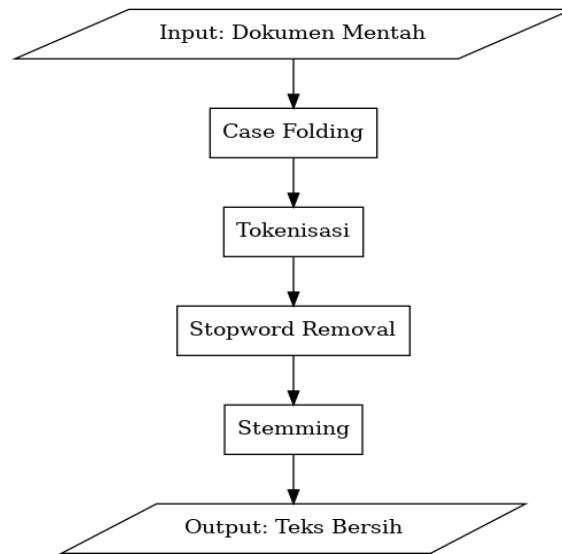 Input: Dokumen Mentah
Case Folding
Tokenisasi
Stopword Removal
Stemming
Output: Teks Bersih